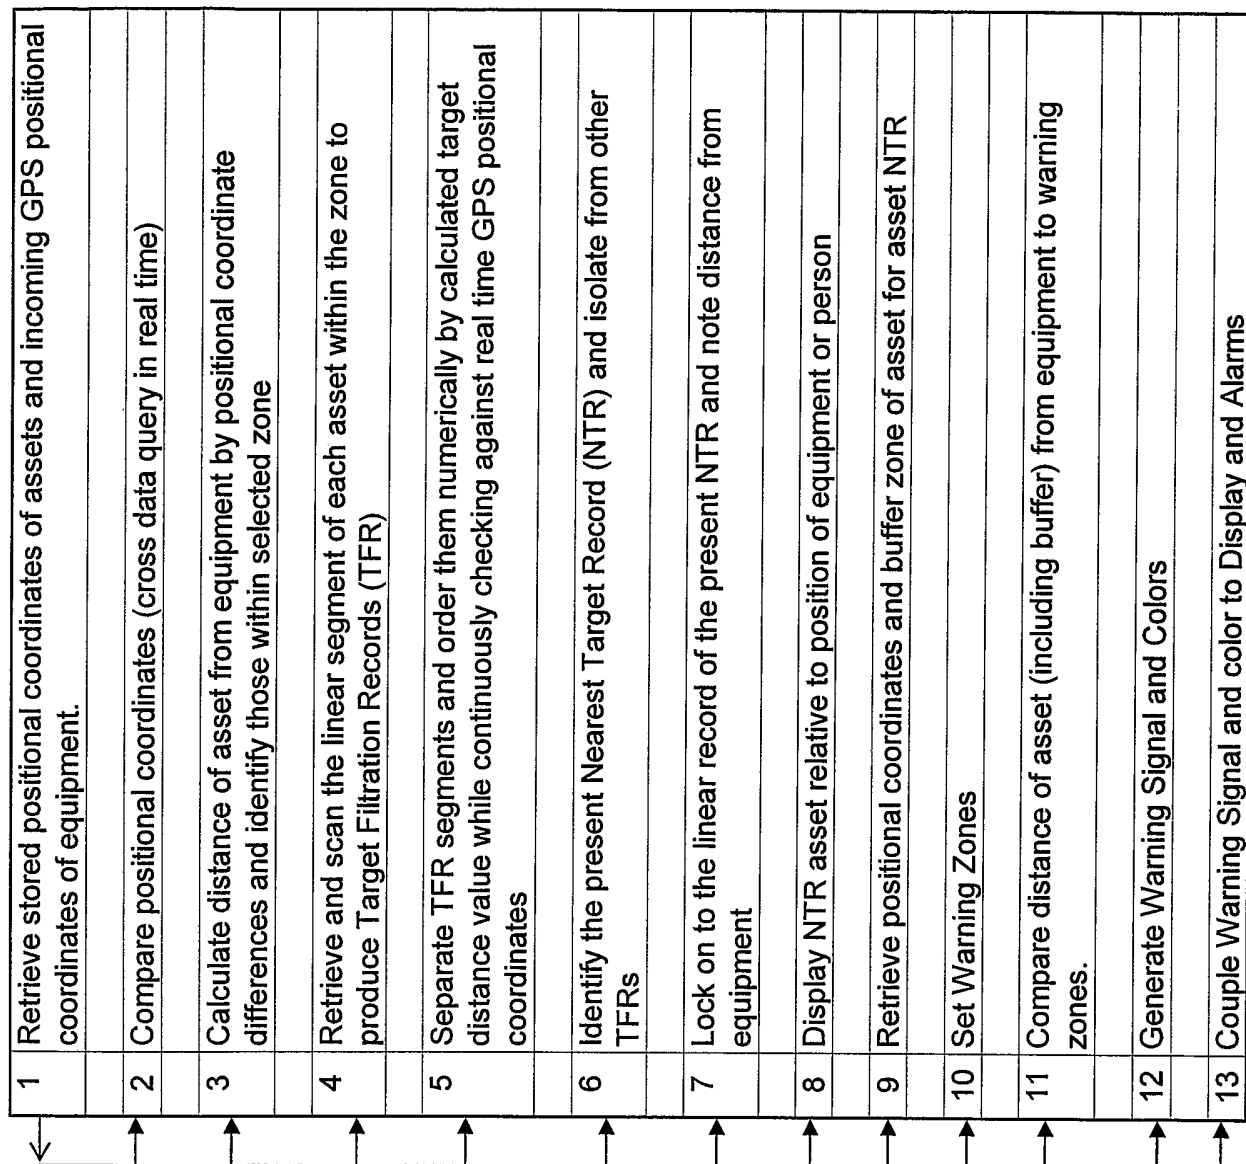 1 Retrieve stored positional coordinates of assets and incoming GPS positional
coordinates of equipment.
2 Compare positional coordinates (cross data query in real time)
3 Calculate distance of asset from equipment by positional coordinate
differences and identify those within selected zone
4 Retrieve and scan the linear segment of each asset within the zone to
produce Target Filtration Records (TFR)
5 Separate TFR segments and order them numerically by calculated target
distance value while continuously checking against real time GPS positional
coordinates
6 Identify the present Nearest Target Record (NTR) and isolate from other
TFRs
7 Lock on to the linear record of the present NTR and note distance from
equipment
8 Display NTR asset relative to position of equipment or person
9 Retrieve positional coordinates and buffer zone of asset for asset NTR
10 Set Warning Zones
11 Compare distance of asset (including buffer) from equipment to warning
zones.
12 Generate Warning Signal and Colors
13 Couple Warning Signal and color to Display and Alarms